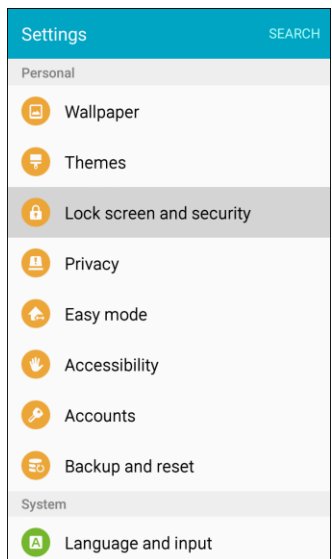 Settings SEARCH
Personal
Wallpaper
Themes
Lock screen and security
Privacy
Easy mode
Accessibility
Accounts
Backup and reset
System
A Language and input